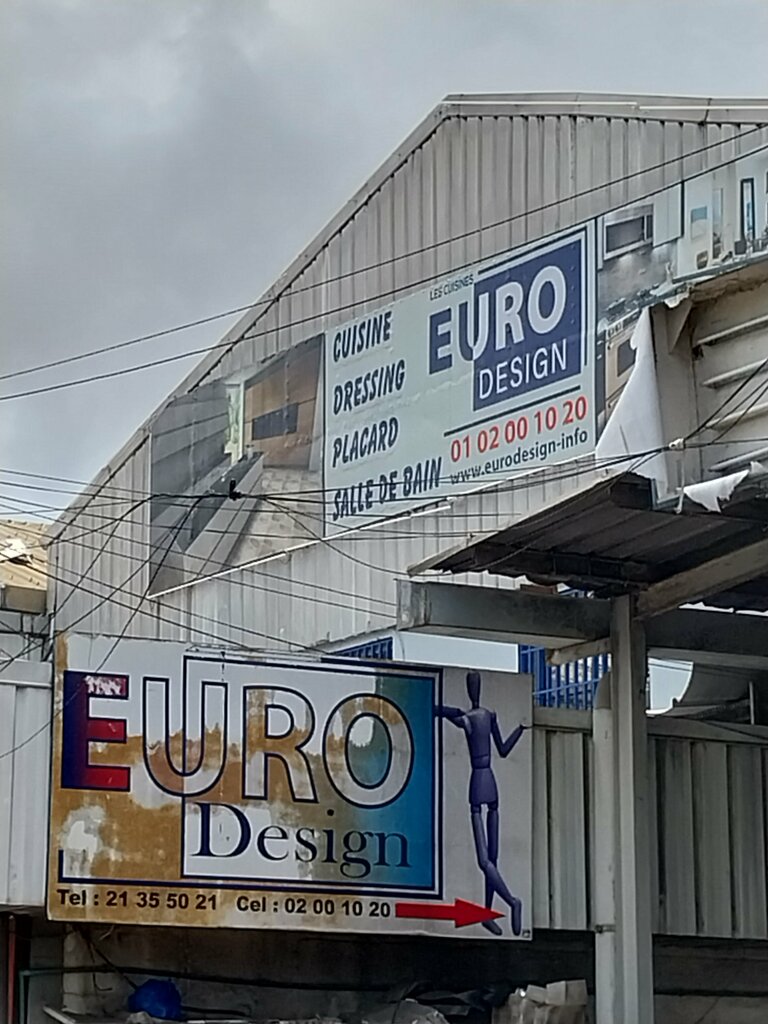 LES CUISINES
EURO
DESIGN
CUISINE
DRESSING
PLACARD
SALLE DE BAIN
01 02 00 10 20
www.eurodesign-info
EURO
Design
Tel : 21 35 50 21 Cel : 02 00 10 20